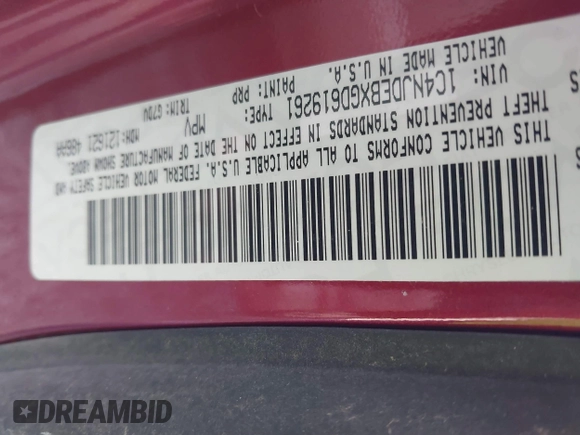 THIS VEHICLE CONFORMS TO ALL APPLICABLE U.S.A. FEDERAL MOTOR VEHICLE SAFETY AND
THEFT PREVENTION STANDARDS IN EFFECT ON THE DATE OF MANUFACTURE SHOWN ABOVE.
VIN: 1C4NJDEBXGD619261 TYPE: MPV MDH: 121521 486AA
VEHICLE MADE IN U.S.A. PAINT: PRP TRIM: G7DV
DREAMBID